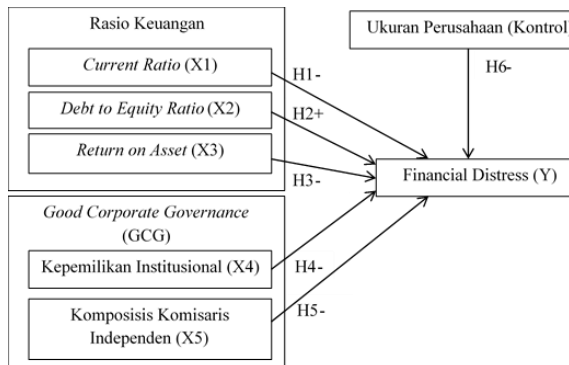 Rasio Keuangan
Current Ratio (X1)
Debt to Equity Ratio (X2)
Return on Asset (X3)
Good Corporate Governance
(GCG)
Kepemilikan Institusional (X4)
Komposisis Komisaris
Independen (X5)
H1-
H2+
H3-
H4-
H5-
Ukuran Perusahaan (Kontrol)
H6-
Financial Distress (Y)